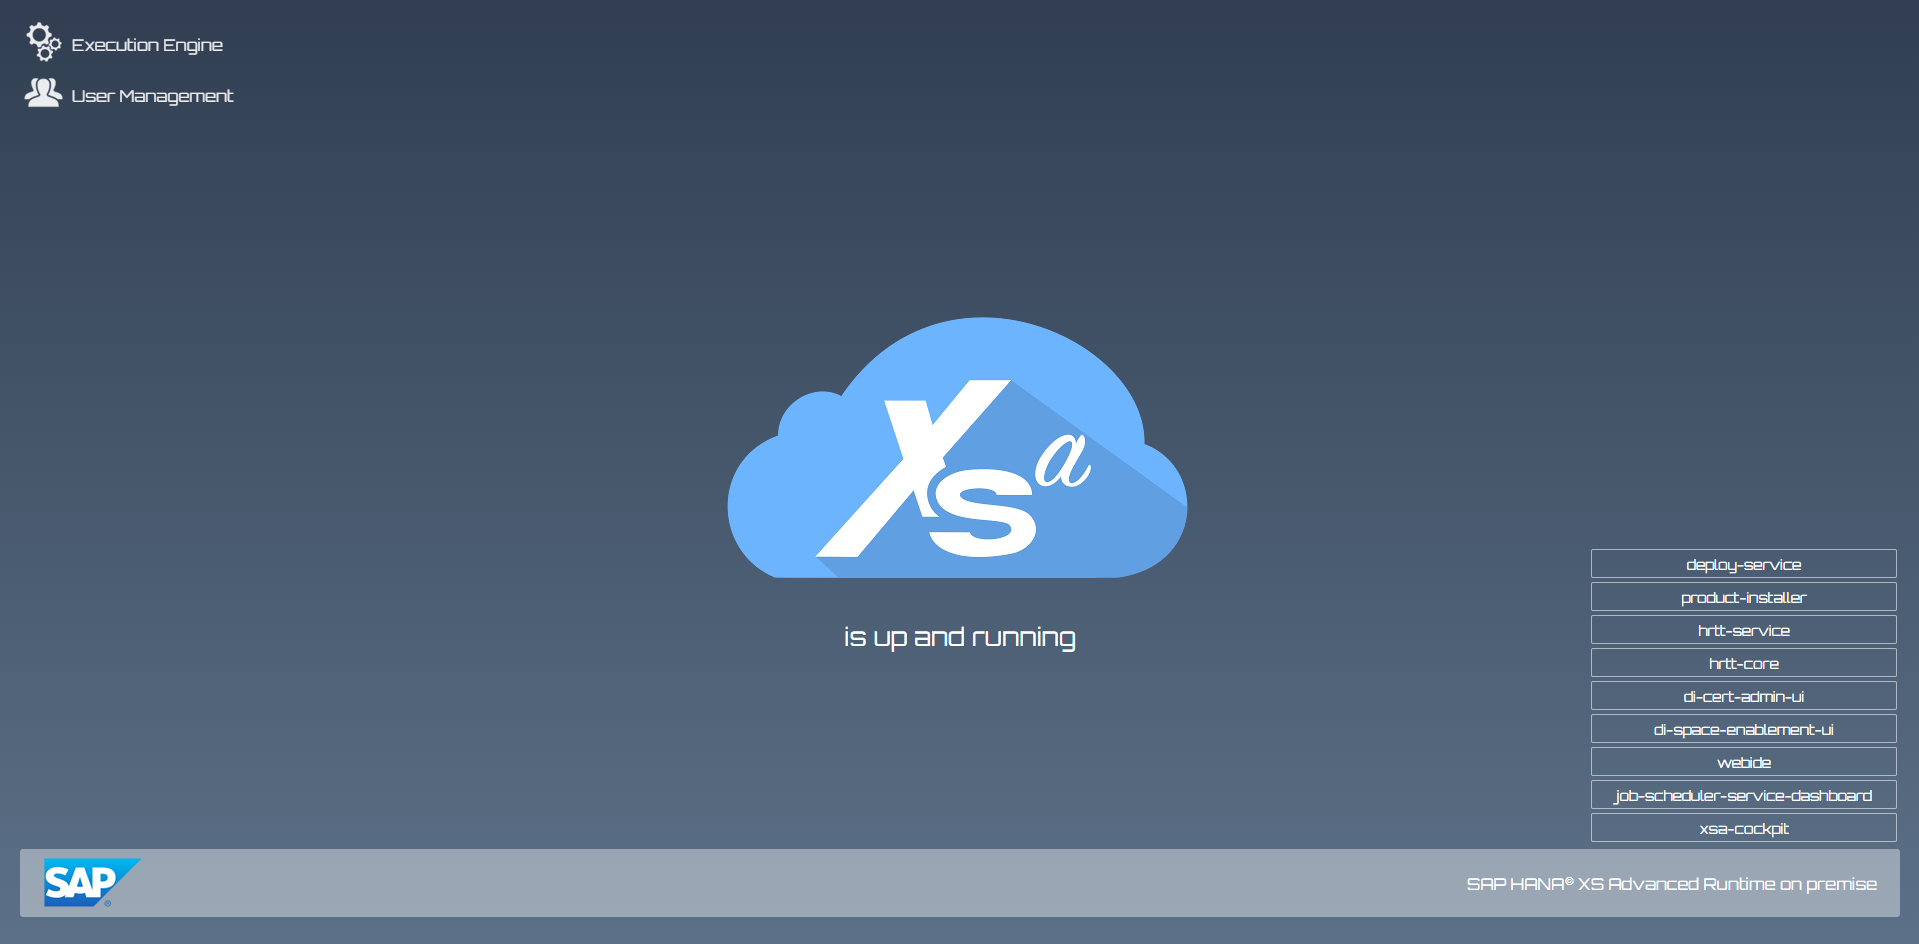 Execution Engine
User Management
Xsa
is up and running
deploy-service
product-installer
hrtt-service
hrtt-core
di-cert-admin-ui
di-space-enablement-ui
webide
job-scheduler-service-dashboard
xsa-cockpit
SAP®
SAP HANA® XS Advanced Runtime on premise